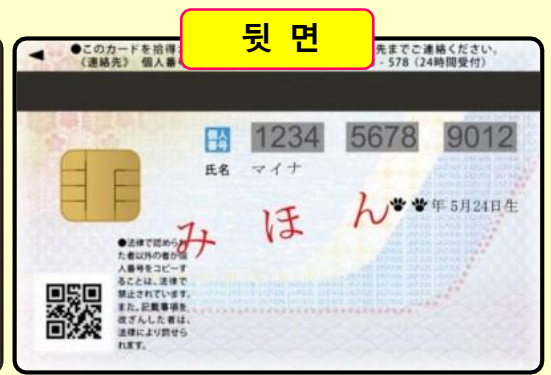 뒷 면
●このカードを拾得
先までご連絡ください。
(連絡先) 個人番号
- 578 (24時間受付)
個人番号 1234 5678 9012
氏名 マイナ
年 5月24日生
みほん
●法律で認められ
た者以外の者が個
人番号をコピーす
ることは、法律で
禁止されています。
また、記載事項を
改ざんした者は、
法律により罰せら
れます。